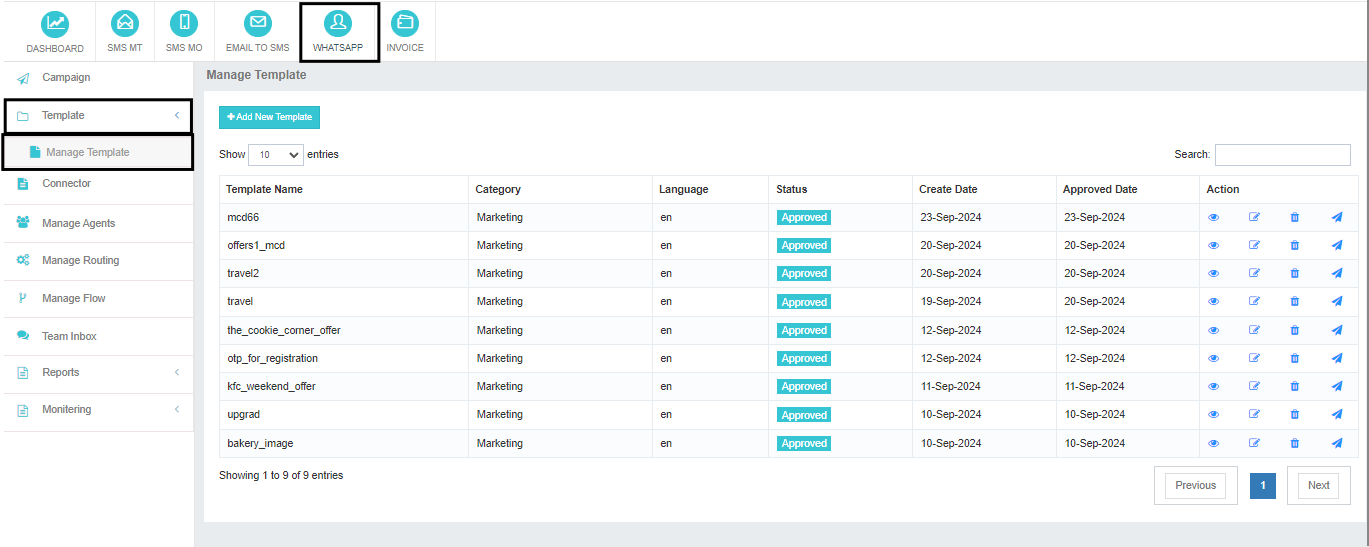 DASHBOARD SMS MT SMS MO EMAIL TO SMS WHATSAPP INVOICE
Campaign
Template
Manage Template
Connector
Manage Agents
Manage Routing
Manage Flow
Team Inbox
Reports
Monitering
Manage Template
Add New Template
Show 10 entries Search:
Template Name Category Language Status Create Date Approved Date Action
mcd66 Marketing en Approved 23-Sep-2024 23-Sep-2024
offers1_mcd Marketing en Approved 20-Sep-2024 20-Sep-2024
travel2 Marketing en Approved 20-Sep-2024 20-Sep-2024
travel Marketing en Approved 19-Sep-2024 20-Sep-2024
the_cookie_corner_offer Marketing en Approved 12-Sep-2024 12-Sep-2024
otp_for_registration Marketing en Approved 12-Sep-2024 12-Sep-2024
kfc_weekend_offer Marketing en Approved 11-Sep-2024 11-Sep-2024
upgrad Marketing en Approved 10-Sep-2024 10-Sep-2024
bakery_image Marketing en Approved 10-Sep-2024 10-Sep-2024
Showing 1 to 9 of 9 entries
Previous 1 Next